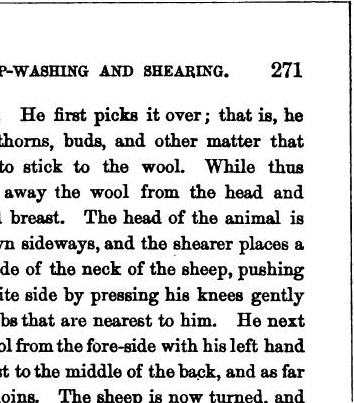 P-WASHING AND SHEARING. 271
He first picks it over; that is, he
thorns, buds, and other matter that
to stick to the wool. While thus
away the wool from the head and
breast. The head of the animal is
n sideways, and the shearer places a
de of the neck of the sheep, pushing
ite side by pressing his knees gently
bs that are nearest to him. He next
ol from the fore-side with his left hand
t to the middle of the back, and as far
oins. The sheep is now turned, and